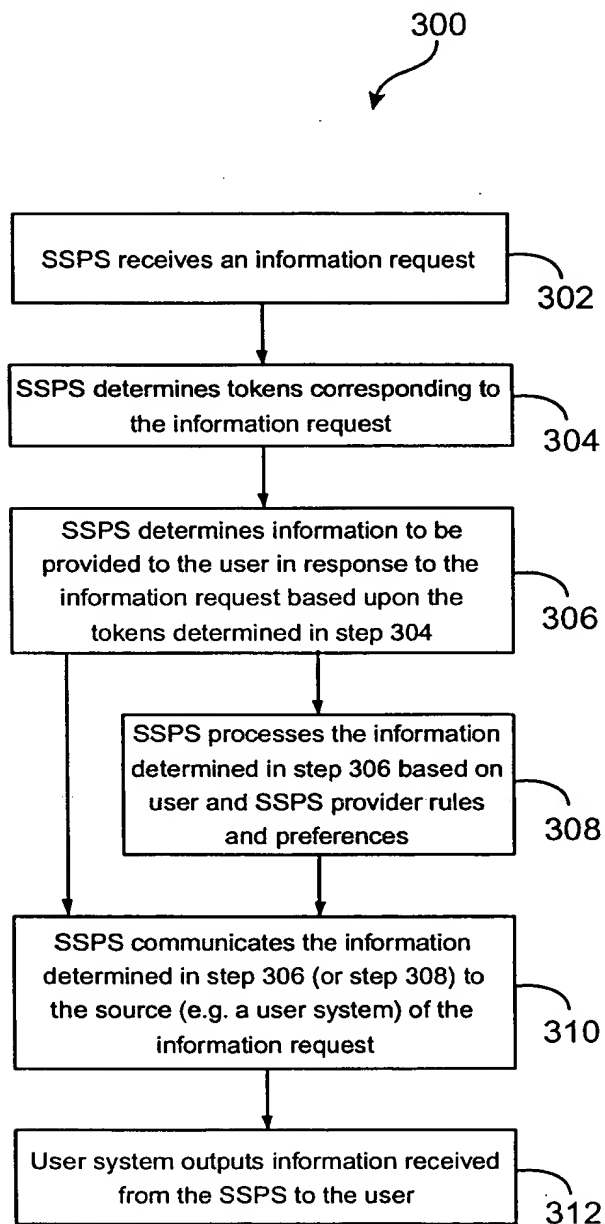 300
SSPS receives an information request
302
SSPS determines tokens corresponding to
the information request
304
SSPS determines information to be
provided to the user in response to the
information request based upon the
tokens determined in step 304
306
SSPS processes the information
determined in step 306 based on
user and SSPS provider rules
and preferences
308
SSPS communicates the information
determined in step 306 (or step 308) to
the source (e.g. a user system) of the
information request
310
User system outputs information received
from the SSPS to the user
312